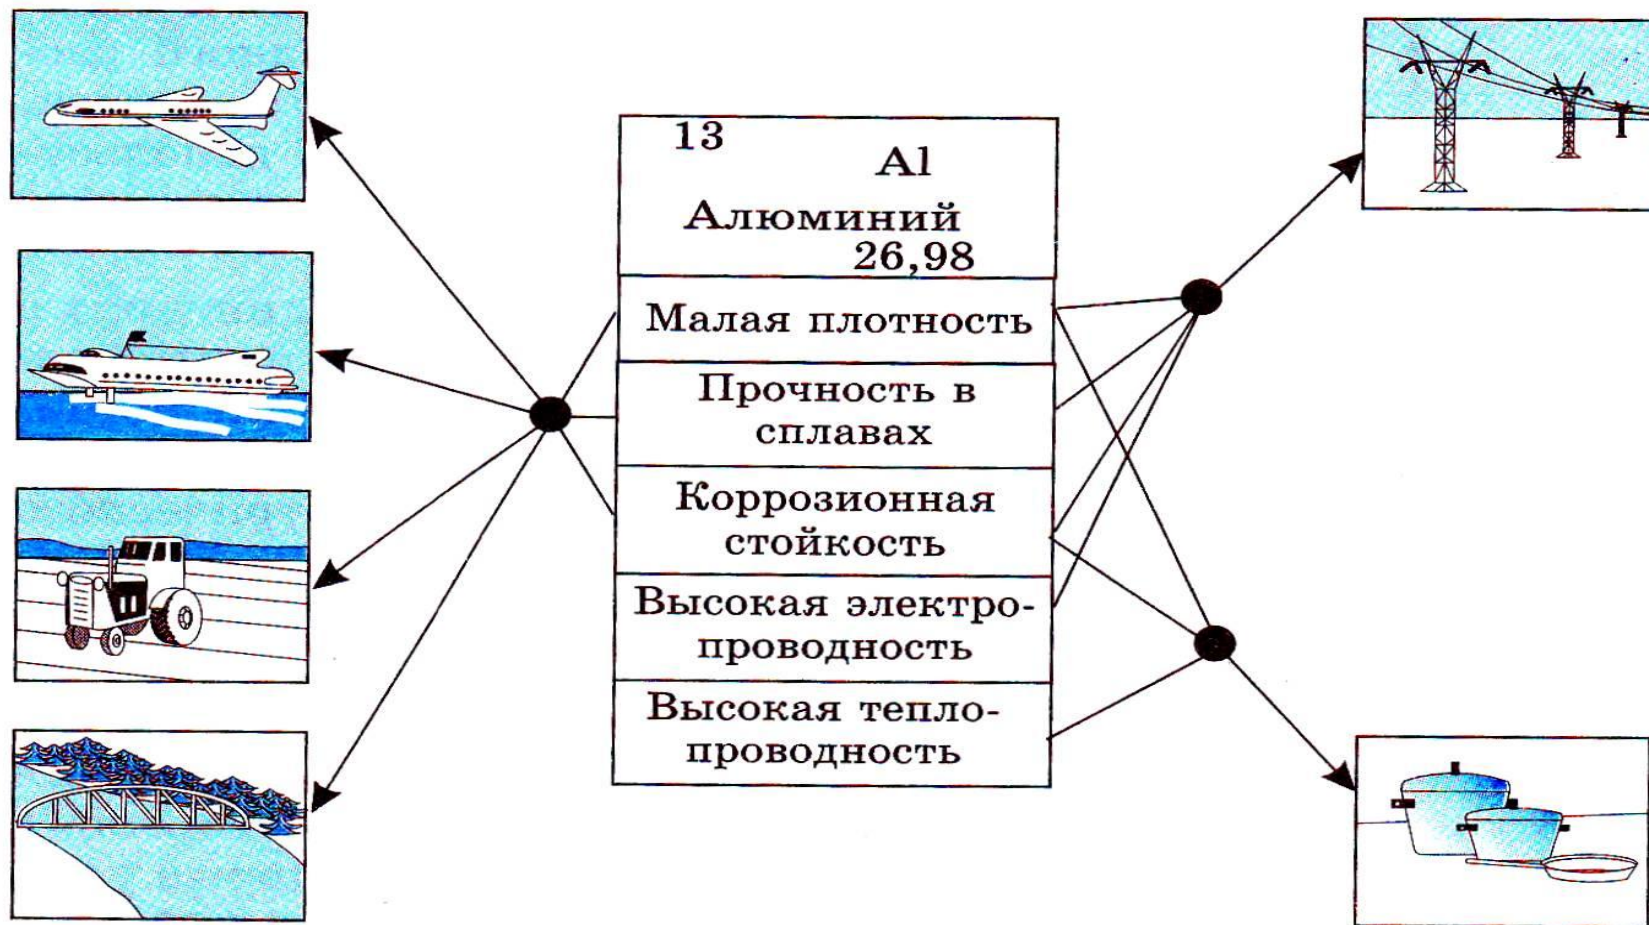 13
Al
Алюминий
26,98
Малая плотность
Прочность в
сплавах
Коррозионная
стойкость
Высокая электро-
проводность
Высокая тепло-
проводность